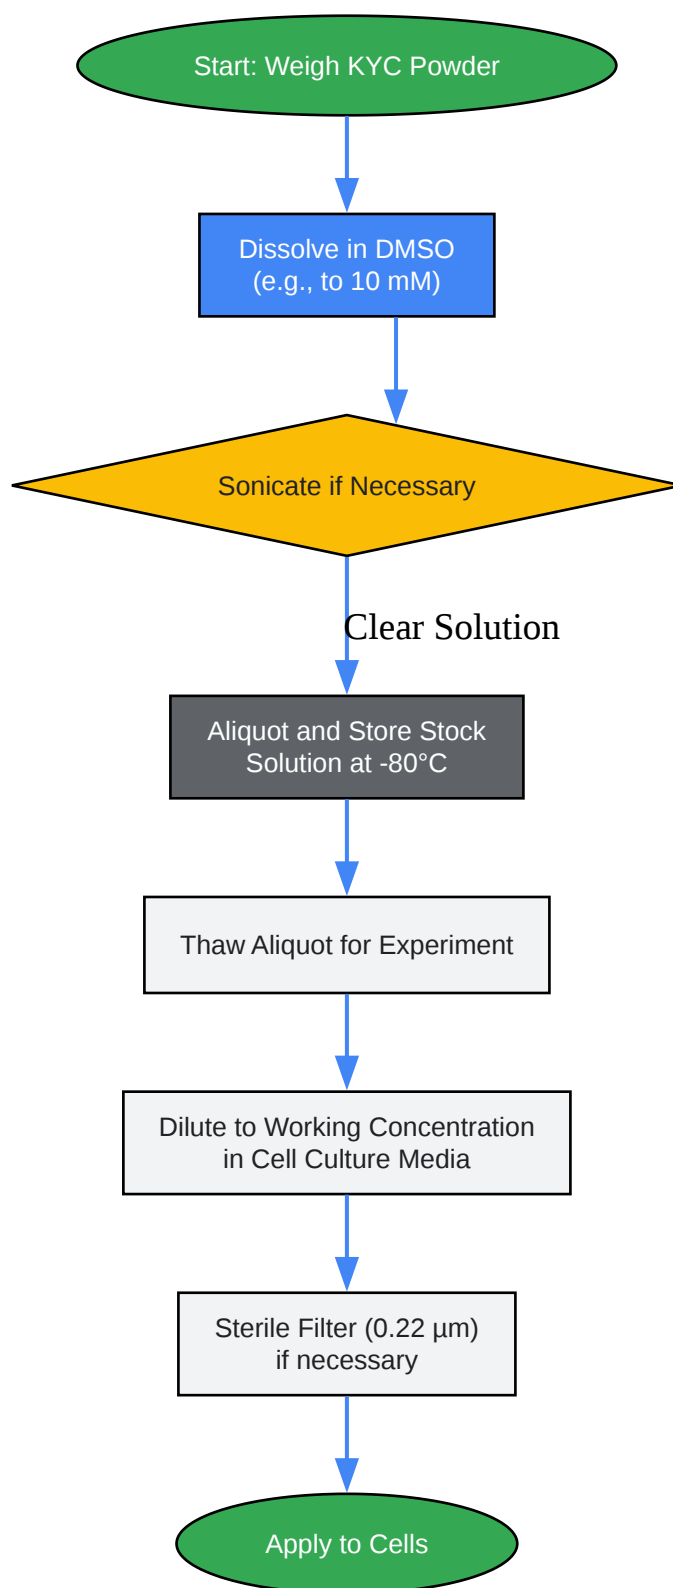 Start: Weigh KYC Powder
Dissolve in DMSO
(e.g., to 10 mM)
Sonicate if Necessary
Clear Solution
Aliquot and Store Stock
Solution at -80°C
Thaw Aliquot for Experiment
Dilute to Working Concentration
in Cell Culture Media
Sterile Filter (0.22 µm)
if necessary
Apply to Cells